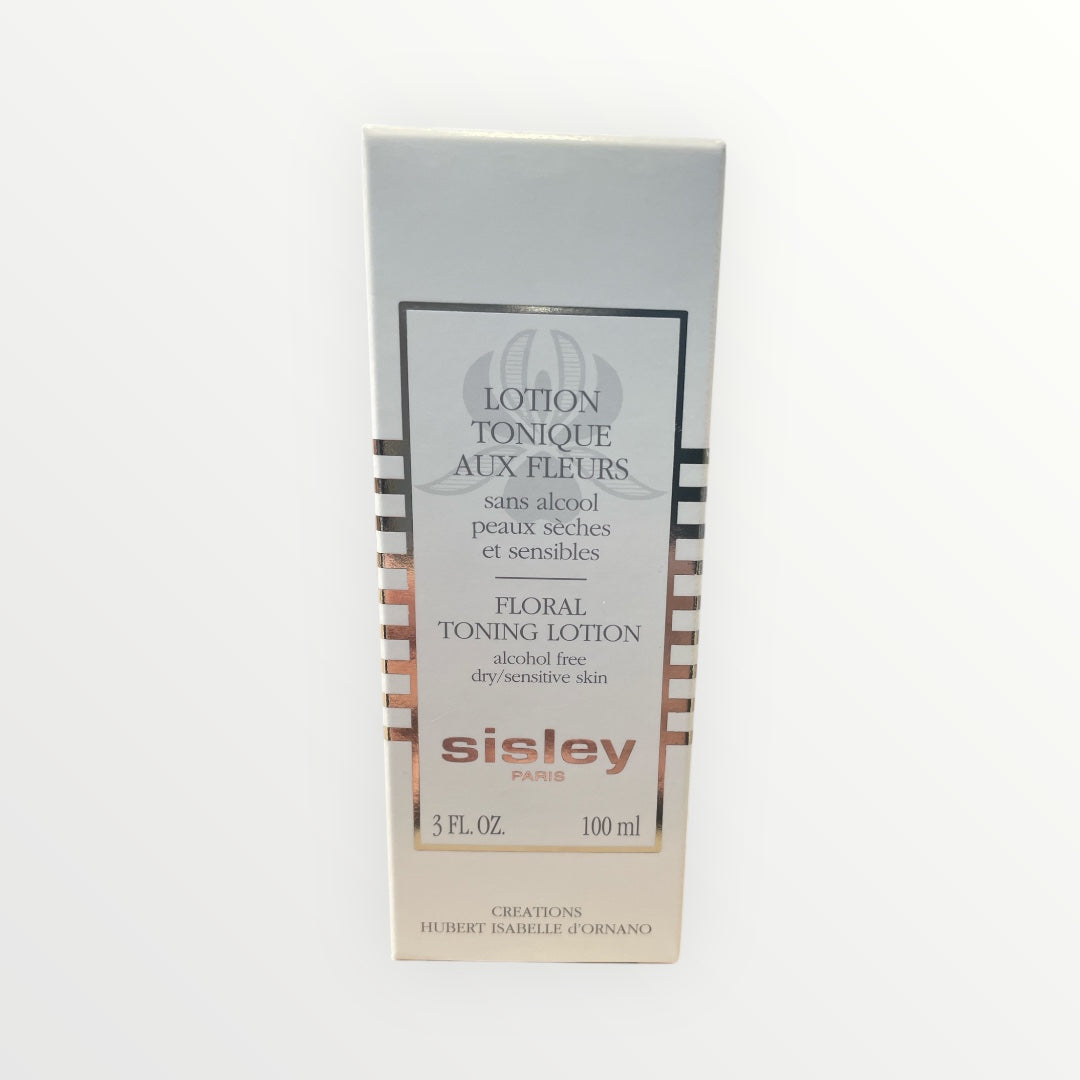 LOTION
TONIQUE
AUX FLEURS
sans alcool
peaux sèches
et sensibles
FLORAL
TONING LOTION
alcohol free
dry/sensitive skin
sisley
PARIS
3 FL. OZ. 100 ml
CREATIONS
HUBERT ISABELLE d'ORNANO